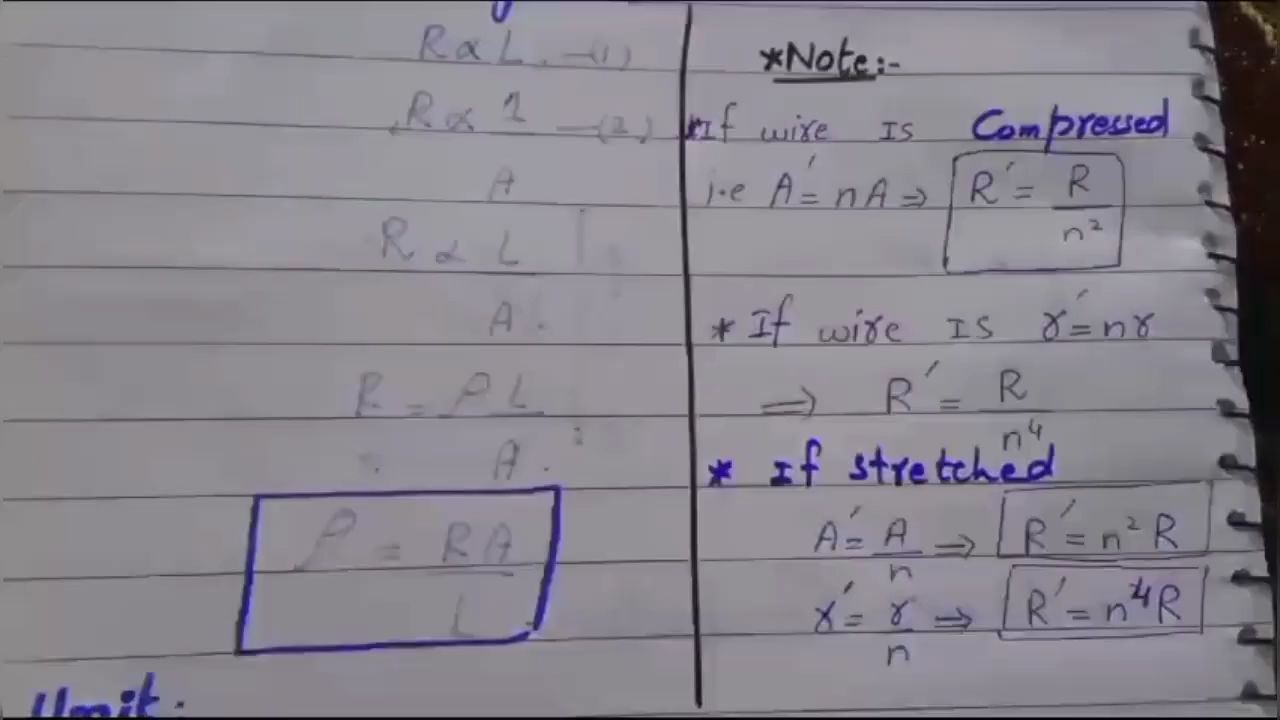 R ∝ L. —(1)
R ∝ 1 —(2)
A
R ∝ L
A.
R = ρL
A.
ρ = RA
L
Unit:
*Note:-
*If wire is Compressed
i.e A' = nA ⇒ R' = R
n²
* If wire is r' = nr
⇒ R' = R
n⁴
* If stretched
A' = A ⇒ R' = n²R
n
r' = r ⇒ R' = n⁴R
n